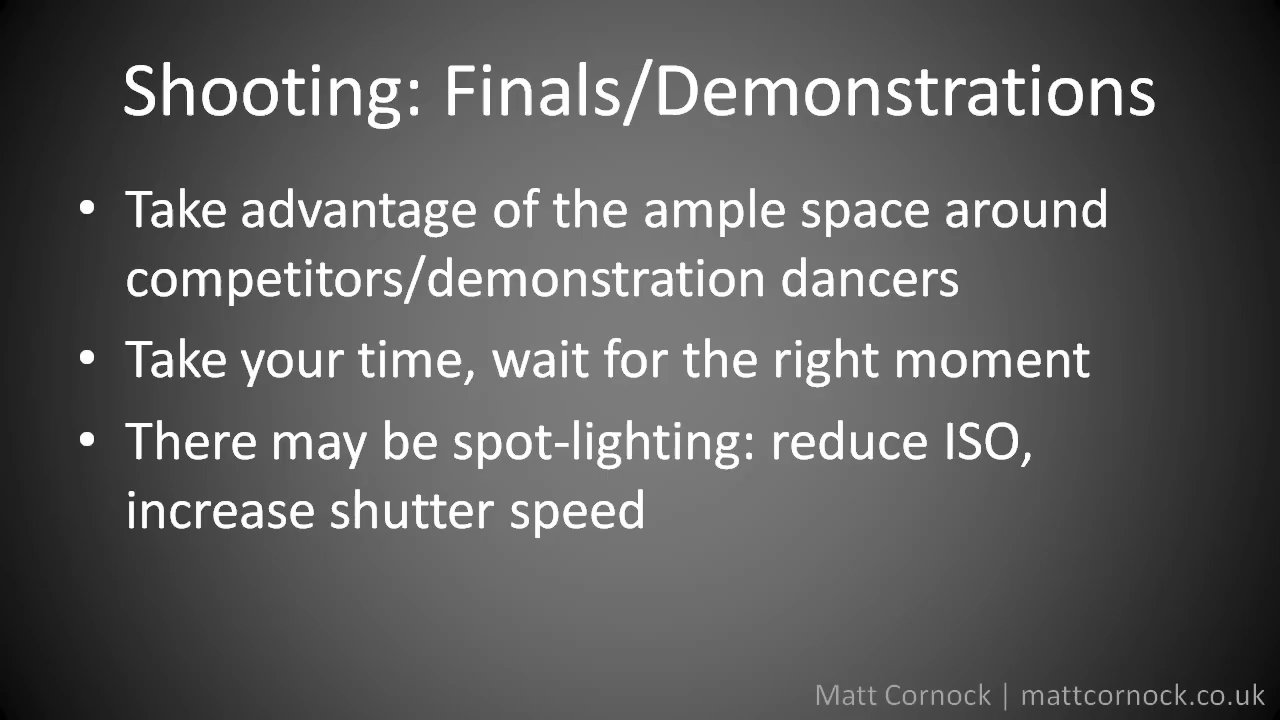 Shooting: Finals/Demonstrations
• Take advantage of the ample space around
competitors/demonstration dancers
• Take your time, wait for the right moment
• There may be spot-lighting: reduce ISO,
increase shutter speed
Matt Cornock | mattcornock.co.uk